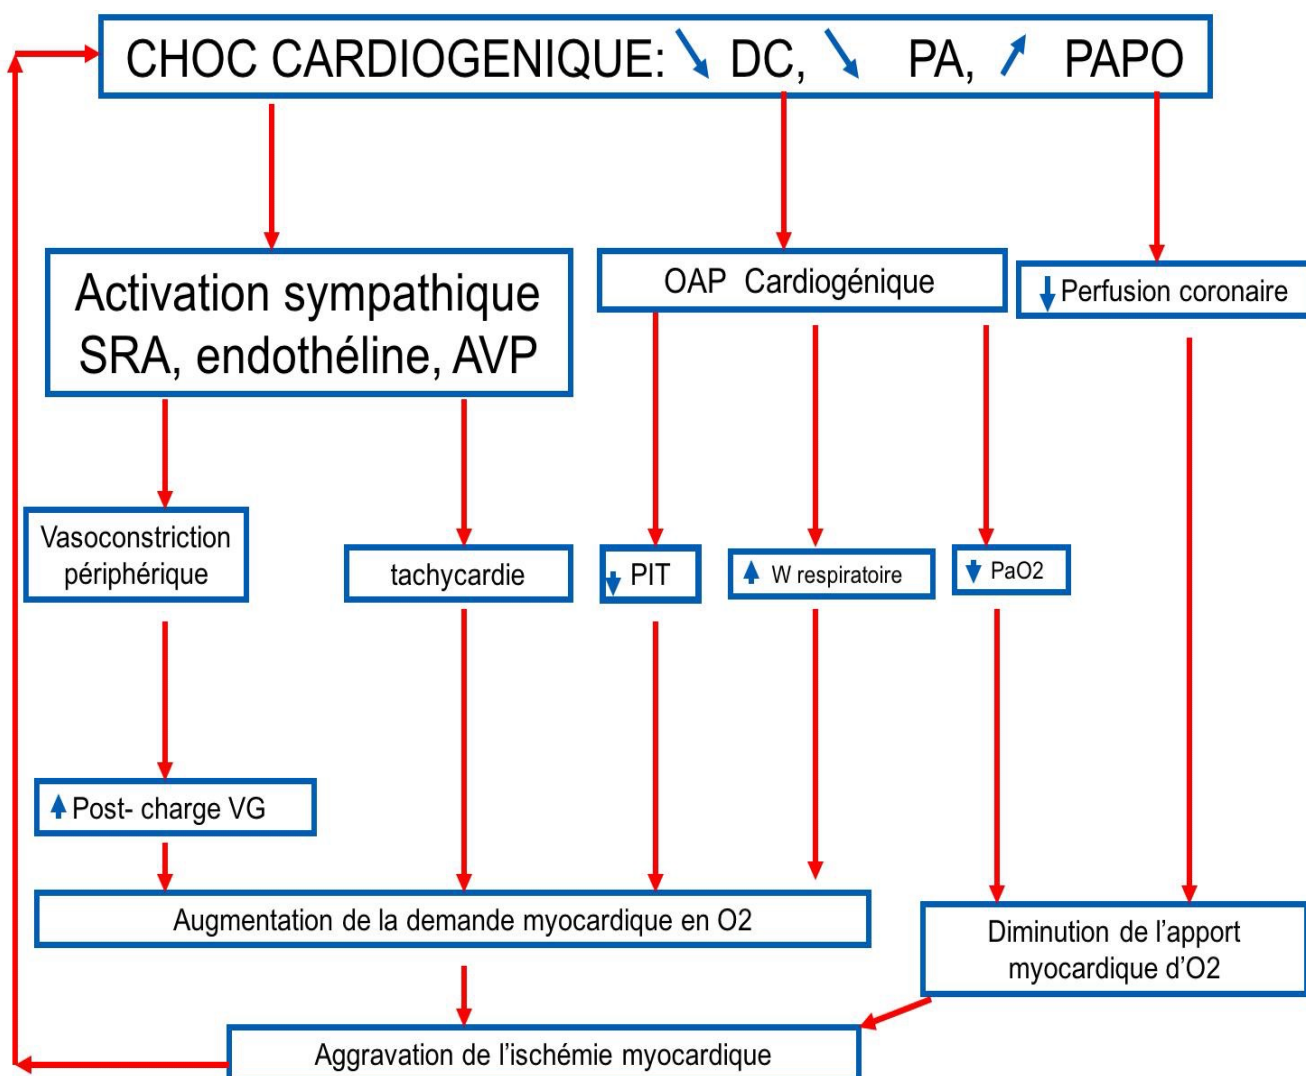 CHOC CARDIOGENIQUE: ↘ DC, ↘ PA, ↗ PAPO
Activation sympathique
SRA, endothéline, AVP
OAP Cardiogénique
↓ Perfusion coronaire
Vasoconstriction
périphérique
tachycardie
↓ PIT
↑ W respiratoire
↓ PaO2
↑ Post- charge VG
Augmentation de la demande myocardique en O2
Diminution de l’apport
myocardique d’O2
Aggravation de l’ischémie myocardique